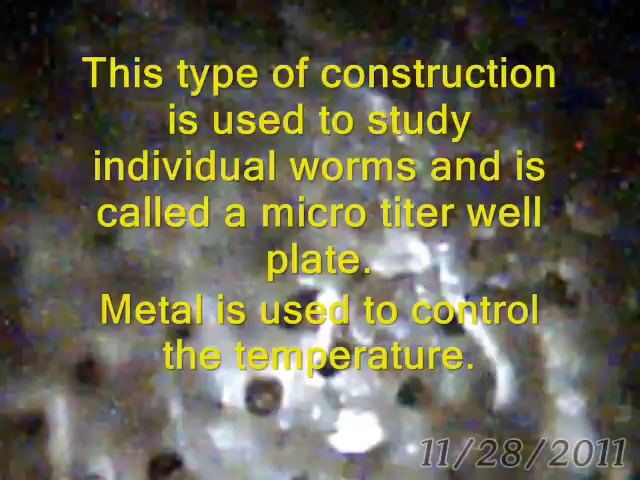 This type of construction
is used to study
individual worms and is
called a micro titer well
plate.
Metal is used to control
the temperature.
11/28/2011